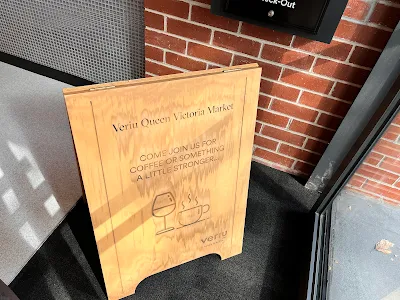 Veriu Queen Victoria Market
COME JOIN US FOR
COFFEE OR SOMETHING
A LITTLE STRONGER...
veriu